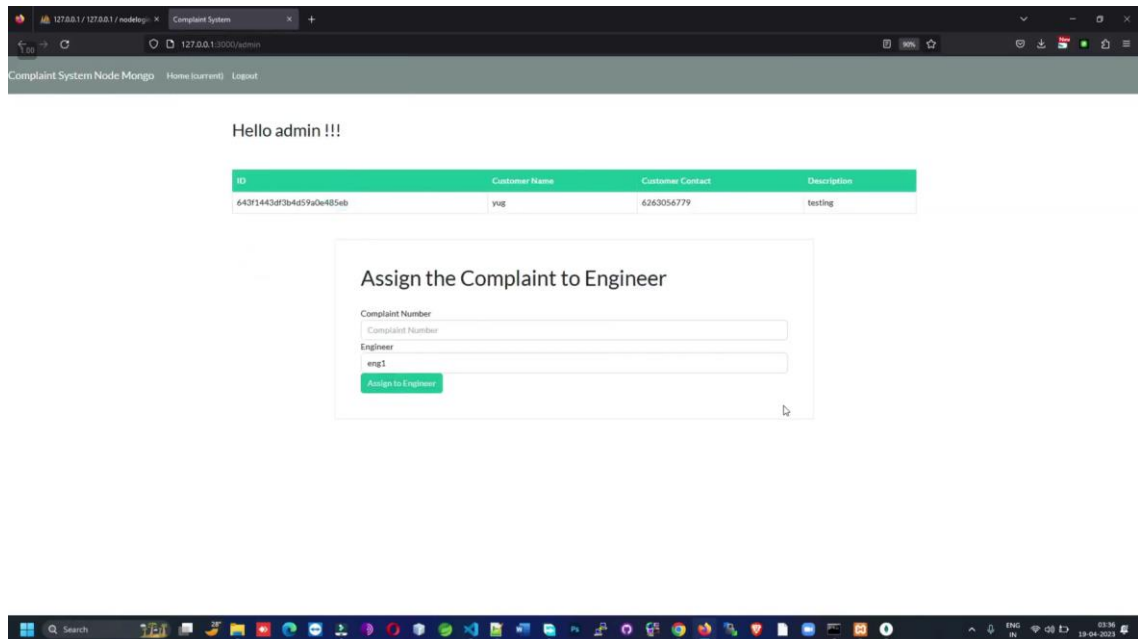 127.0.0.1 / 127.0.0.1 / nodelogin
Complaint System
127.0.0.1:3000/admin
90%
Complaint System Node Mongo Home (current) Logout
Hello admin !!!
ID Customer Name Customer Contact Description
643f1443df3b4d59a0e485eb yug 6263056779 testing
Assign the Complaint to Engineer
Complaint Number
Complaint Number
Engineer
eng1
Assign to Engineer
28°
Search
ENG
IN
03:36
19-04-2023